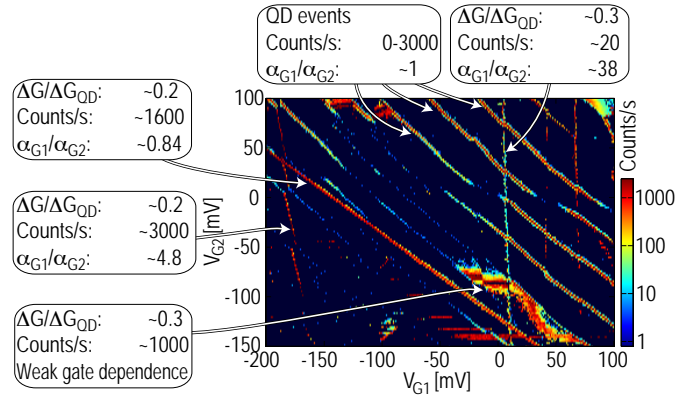 QD events
Counts/s: 0-3000
αG1/αG2: ~1
ΔG/ΔGQD: ~0.3
Counts/s: ~20
αG1/αG2: ~38
ΔG/ΔGQD: ~0.2
Counts/s: ~1600
αG1/αG2: ~0.84
ΔG/ΔGQD: ~0.2
Counts/s: ~3000
αG1/αG2: ~4.8
ΔG/ΔGQD: ~0.3
Counts/s: ~1000
Weak gate dependence
100
50
0
-50
-100
-150
VG2 [mV]
-200
-150
-100
-50
0
50
100
VG1 [mV]
Counts/s
1000
100
10
1